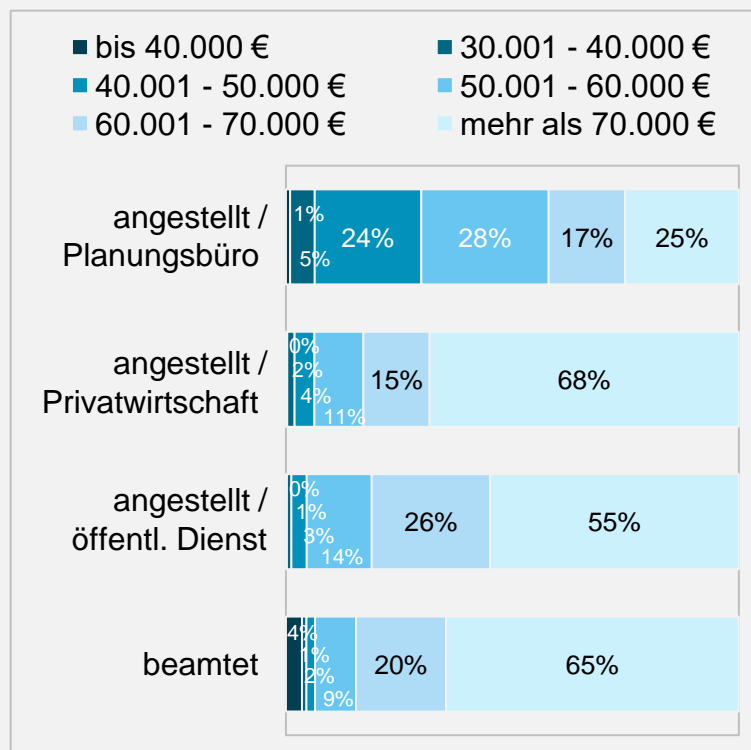 bis 40.000 €
30.001 - 40.000 €
40.001 - 50.000 €
50.001 - 60.000 €
60.001 - 70.000 €
mehr als 70.000 €
angestellt /
Planungsbüro
1%
5%
24%
28%
17%
25%
angestellt /
Privatwirtschaft
0%
2%
4%
11%
15%
68%
angestellt /
öffentl. Dienst
0%
1%
3%
14%
26%
55%
beamtet
4%
1%
2%
9%
20%
65%